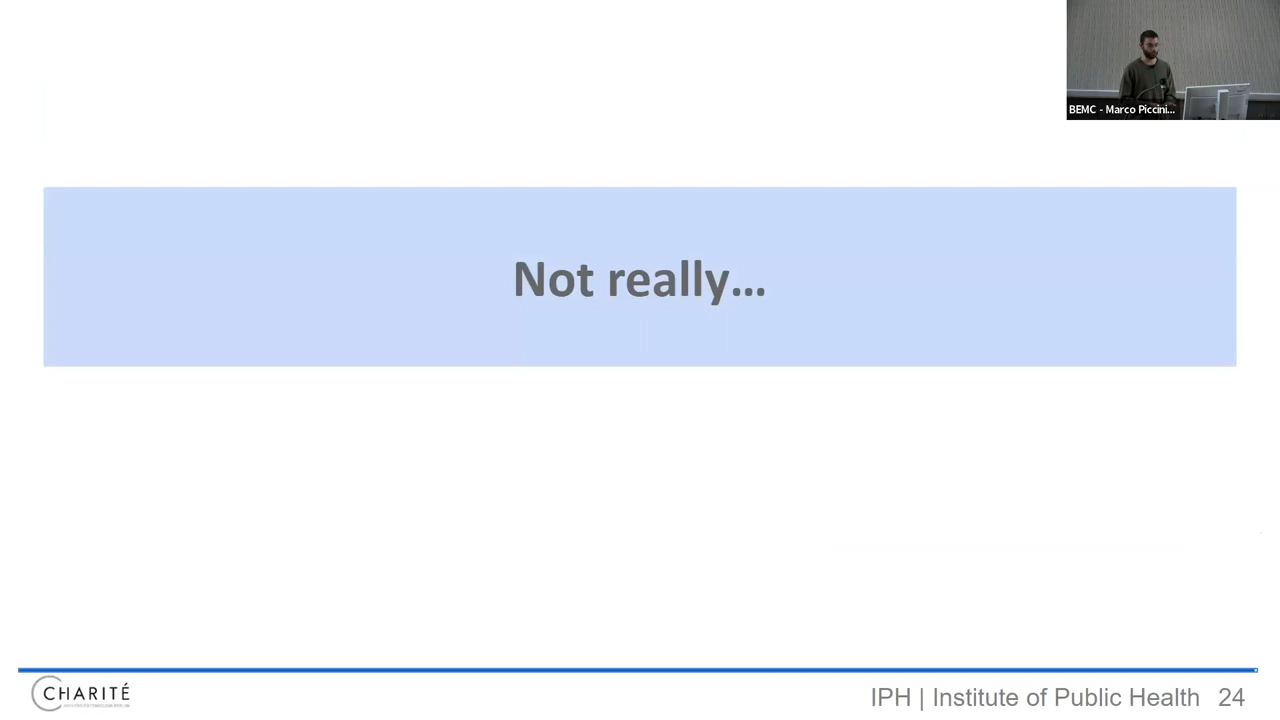 BEMC - Marco Piccini...
Not really...
CHARITÉ
IPH | Institute of Public Health 24